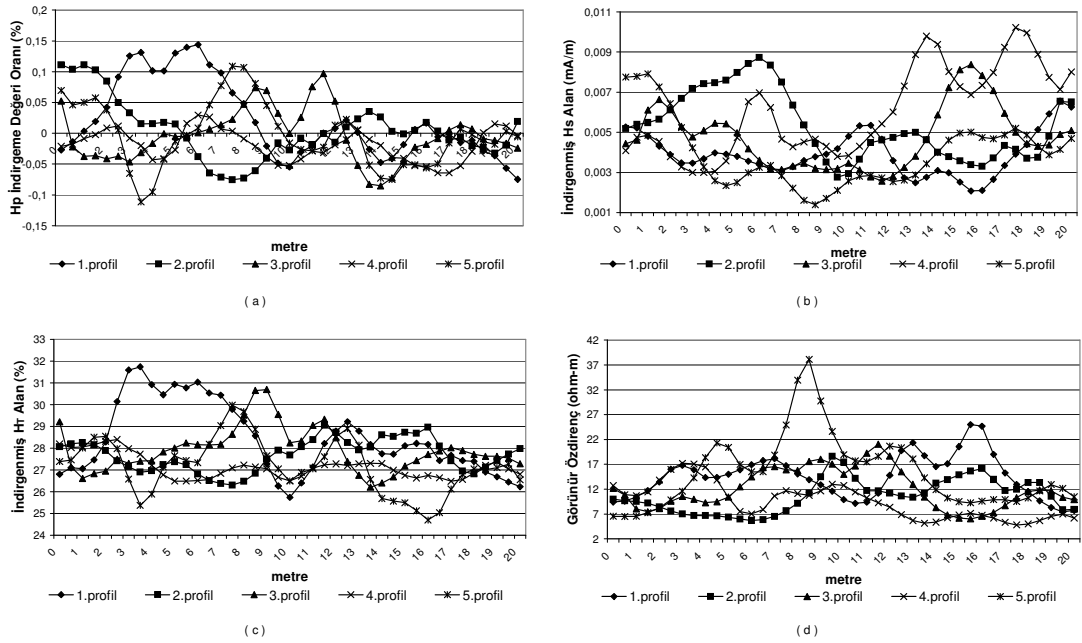 0,2
0,15
0,1
0,05
0
-0,05
-0,1
-0,15
Hp İndirgeme Değeri Oranı (%)
metre
1.profil 2.profil 3.profil 4.profil 5.profil
( a )
0,011
0,009
0,007
0,005
0,003
0,001
İndirgenmiş Hs Alan (mA/m)
0 1 2 3 4 5 6 7 8 9 10 11 12 13 14 15 16 17 18 19 20
metre
1.profil 2.profil 3.profil 4.profil 5.profil
( b )
33
32
31
30
29
28
27
26
25
24
İndirgenmiş Hr Alan (%)
0 1 2 3 4 5 6 7 8 9 10 11 12 13 14 15 16 17 18 19 20
metre
1.profil 2.profil 3.profil 4.profil 5.profil
( c )
42
37
32
27
22
17
12
7
2
Görünür Özdirenç (ohm-m)
0 1 2 3 4 5 6 7 8 9 10 11 12 13 14 15 16 17 18 19 20
metre
1.profil 2.profil 3.profil 4.profil 5.profil
( d )